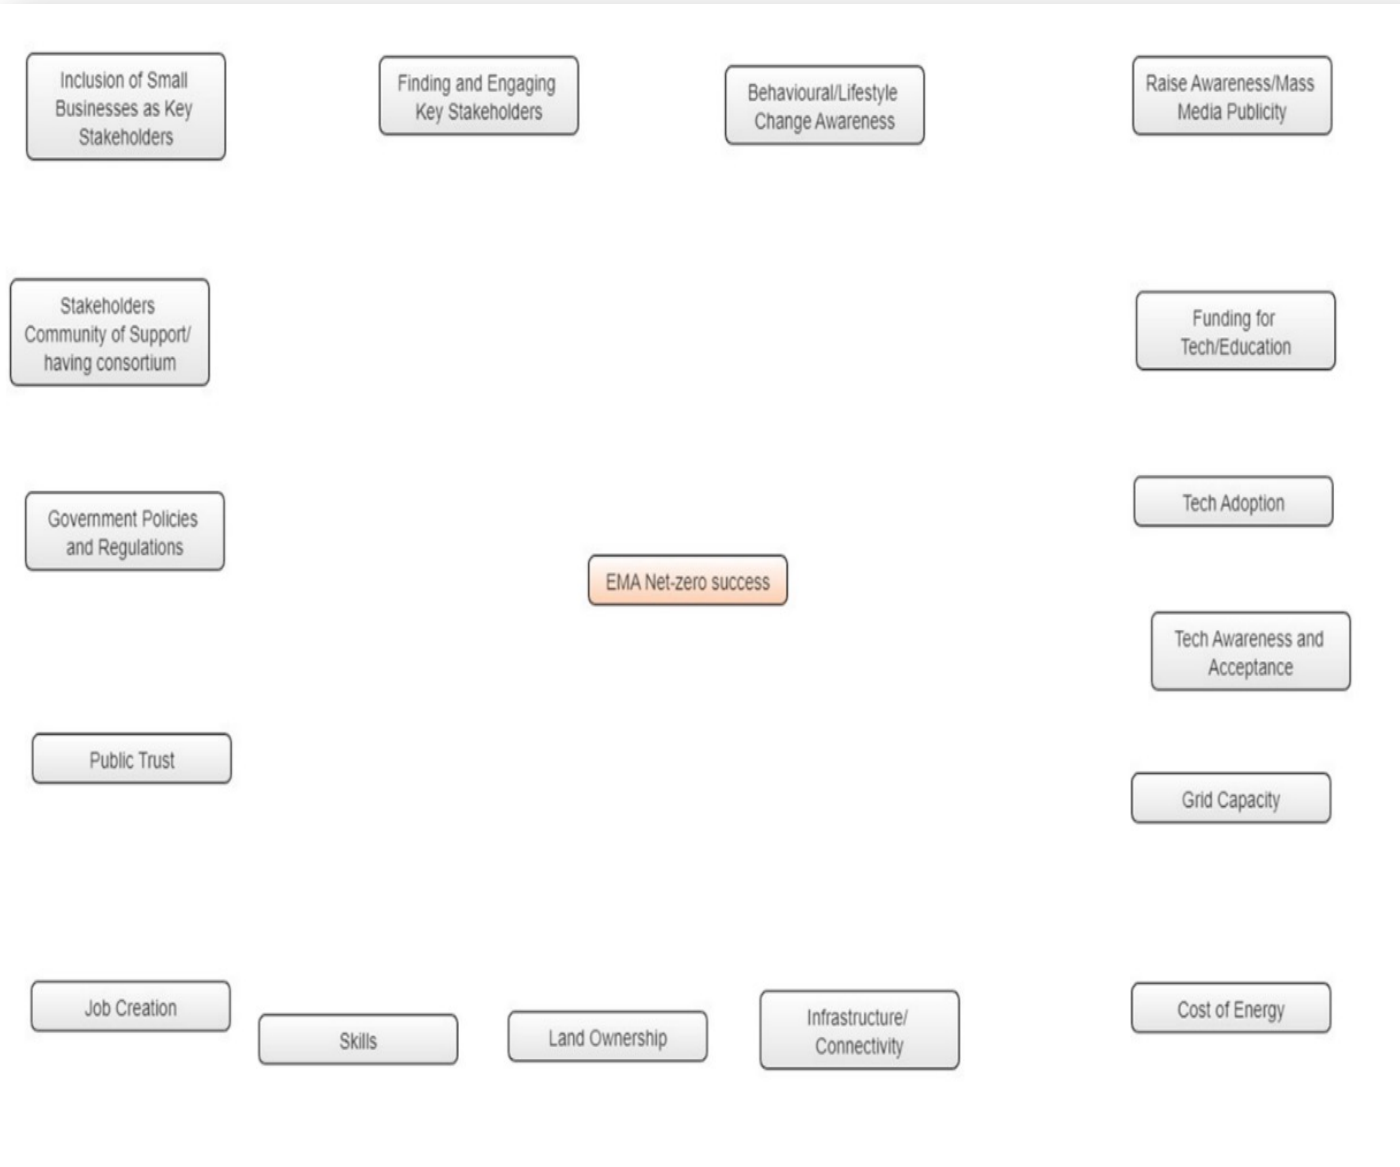 Inclusion of Small
Businesses as Key
Stakeholders
Finding and Engaging
Key Stakeholders
Behavioural/Lifestyle
Change Awareness
Raise Awareness/Mass
Media Publicity
Stakeholders
Community of Support/
having consortium
Funding for
Tech/Education
Government Policies
and Regulations
Tech Adoption
EMA Net-zero success
Tech Awareness and
Acceptance
Public Trust
Grid Capacity
Job Creation
Skills
Land Ownership
Infrastructure/
Connectivity
Cost of Energy